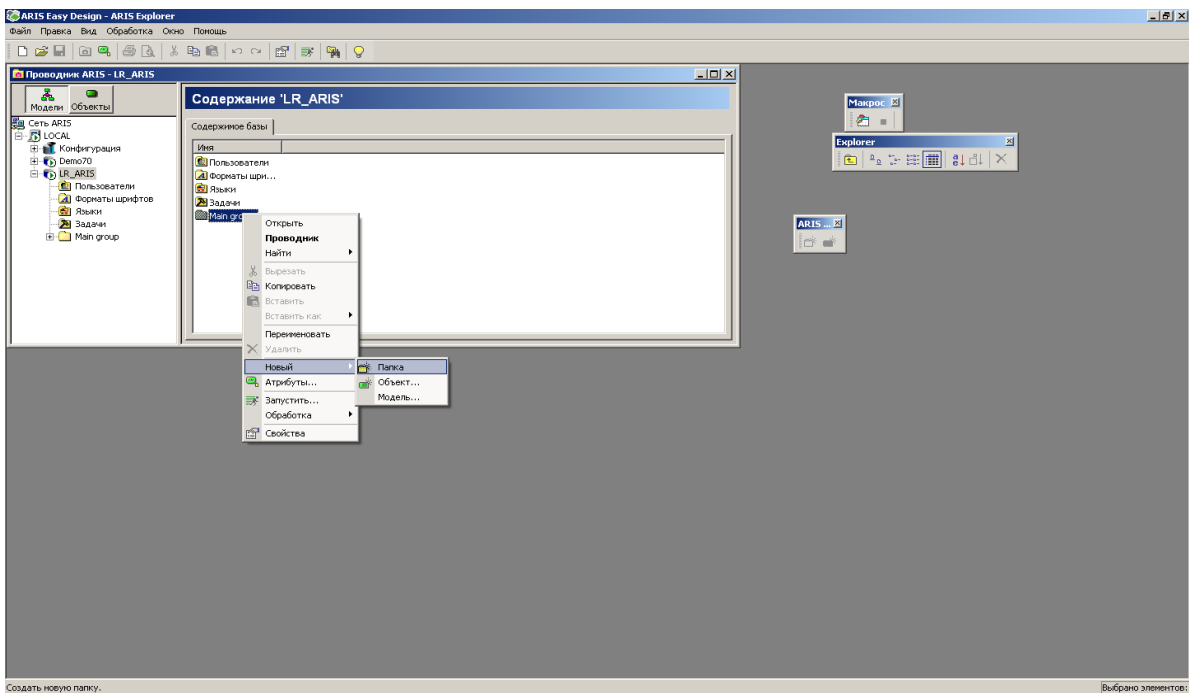 ARIS Easy Design - ARIS Explorer
Файл Правка Вид Обработка Окно Помощь
Проводник ARIS - LR_ARIS
Модели Объекты
Сеть ARIS
LOCAL
Конфигурация
Demo70
LR_ARIS
Пользователи
Форматы шрифтов
Языки
Задачи
Main group
Содержание 'LR_ARIS'
Содержимое базы
Имя
Пользователи
Форматы шри...
Языки
Задачи
Main gro
Открыть
Проводник
Найти
Вырезать
Копировать
Вставить
Вставить как
Переименовать
Удалить
Новый
Атрибуты...
Запустить...
Обработка
Свойства
Папка
Объект...
Модель...
Макрос
Explorer
ARIS ...
Создать новую папку.
Выбрано элементов: